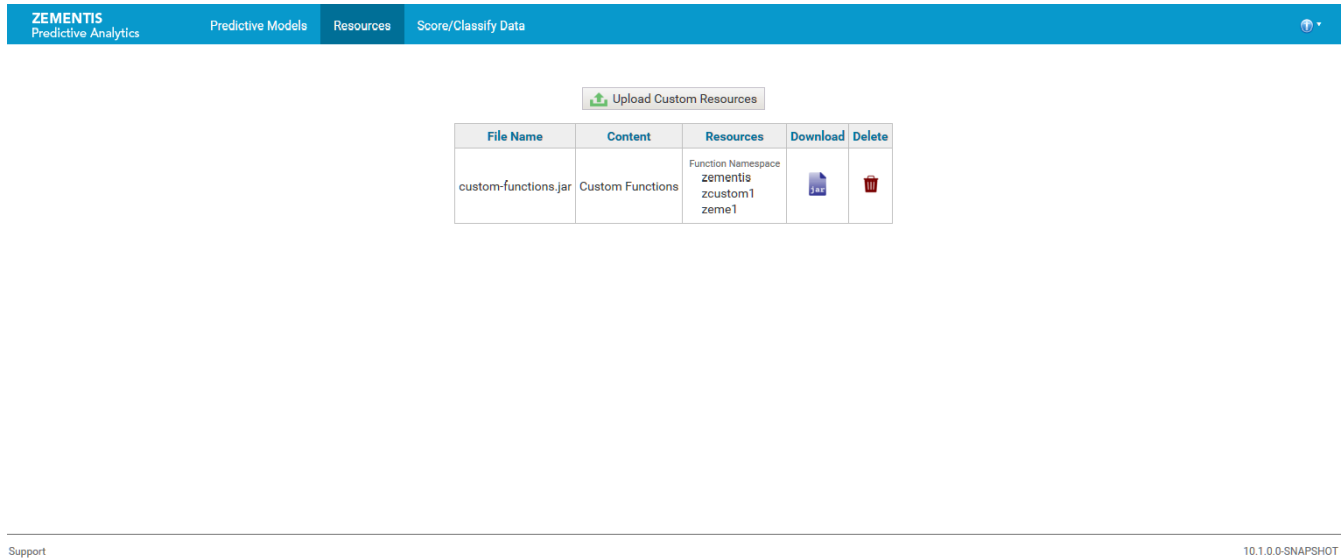 ZEMENTIS
Predictive Analytics
Predictive Models Resources Score/Classify Data
Upload Custom Resources
File Name Content Resources Download Delete
Function Namespace
zementis
custom-functions.jar Custom Functions zcustom1 jar
zeme1
Support 10.1.0.0-SNAPSHOT